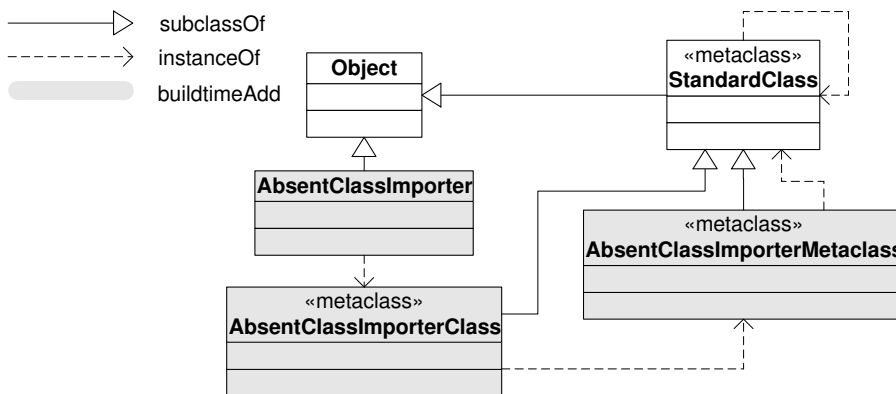 subclassOf
instanceOf
buildtimeAdd
Object
«metaclass»
StandardClass
AbsentClassImporter
«metaclass»
AbsentClassImporterMetaclass
«metaclass»
AbsentClassImporterClass